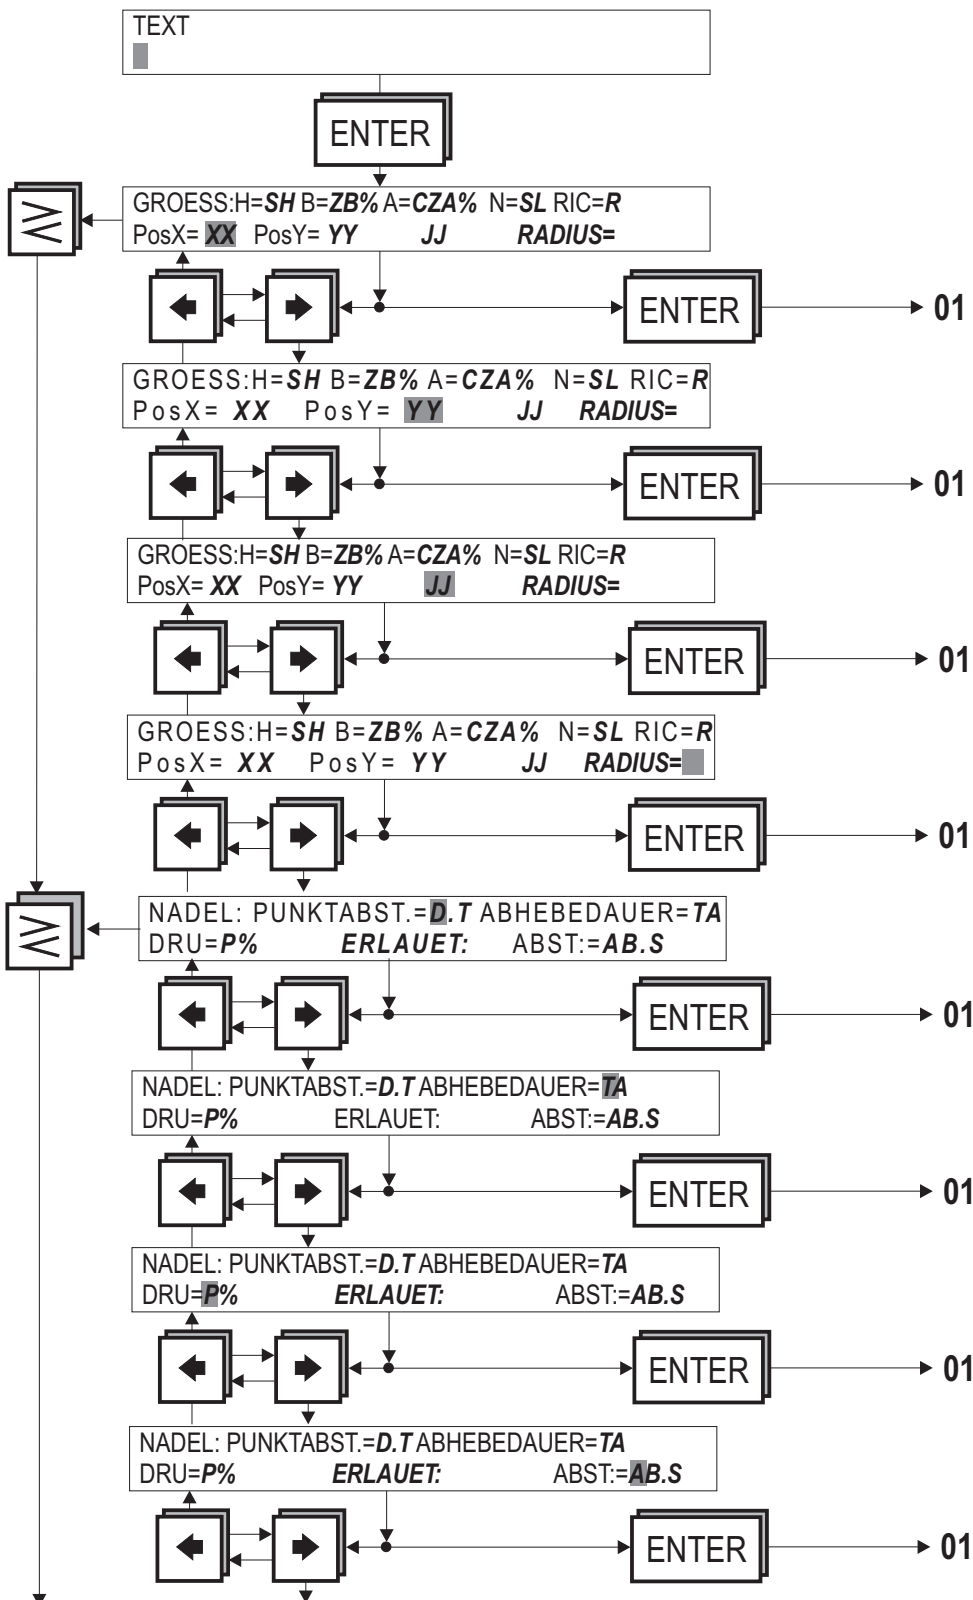 TEXT
ENTER
GROESS:H=SH B=ZB% A=CZA% N=SL RIC=R
PosX= XX PosY= YY JJ RADIUS=
ENTER 01
GROESS:H=SH B=ZB% A=CZA% N=SL RIC=R
PosX= XX PosY= YY JJ RADIUS=
ENTER 01
GROESS:H=SH B=ZB% A=CZA% N=SL RIC=R
PosX= XX PosY= YY JJ RADIUS=
ENTER 01
GROESS:H=SH B=ZB% A=CZA% N=SL RIC=R
PosX= XX PosY= YY JJ RADIUS=
ENTER 01
NADEL: PUNKTABST.=D.T ABHEBEDAUER=TA
DRU=P% ERLAUET: ABST:=AB.S
ENTER 01
NADEL: PUNKTABST.=D.T ABHEBEDAUER=TA
DRU=P% ERLAUET: ABST:=AB.S
ENTER 01
NADEL: PUNKTABST.=D.T ABHEBEDAUER=TA
DRU=P% ERLAUET: ABST:=AB.S
ENTER 01
NADEL: PUNKTABST.=D.T ABHEBEDAUER=TA
DRU=P% ERLAUET: ABST:=AB.S
ENTER 01